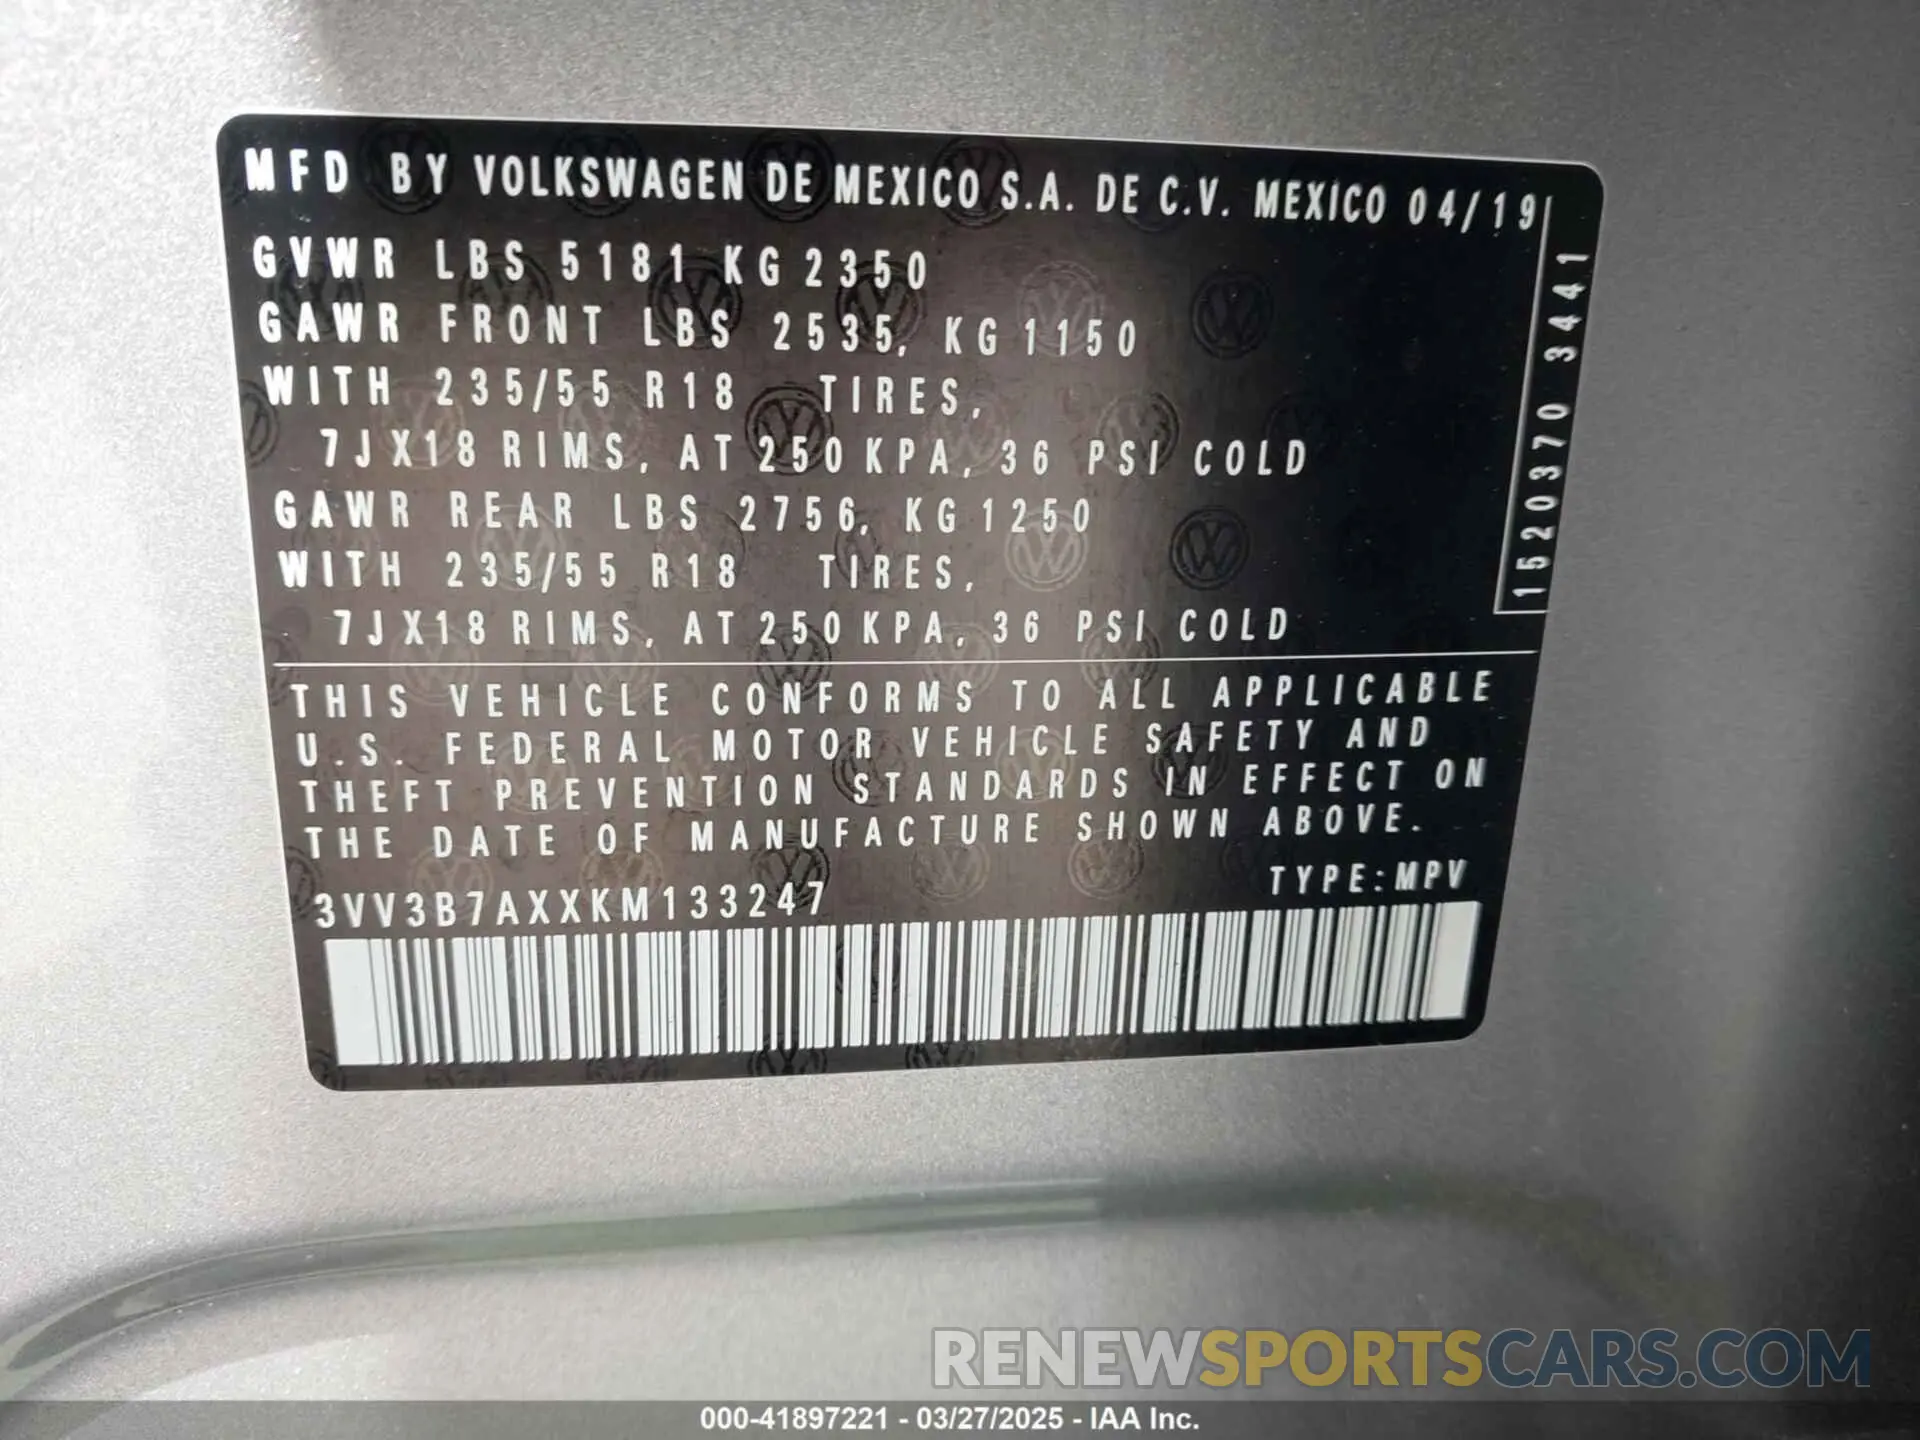 MFD BY VOLKSWAGEN DE MEXICO S.A. DE C.V. MEXICO 04/19
GVWR LBS 5181 KG 2350
GAWR FRONT LBS 2535, KG 1150
WITH 235/55 R18 TIRES,
7JX18 RIMS, AT 250 KPA, 36 PSI COLD
GAWR REAR LBS 2756, KG 1250
WITH 235/55 R18 TIRES,
7JX18 RIMS, AT 250 KPA, 36 PSI COLD
1520370 3441
THIS VEHICLE CONFORMS TO ALL APPLICABLE
U.S. FEDERAL MOTOR VEHICLE SAFETY AND
THEFT PREVENTION STANDARDS IN EFFECT ON
THE DATE OF MANUFACTURE SHOWN ABOVE.
TYPE: MPV
3VV3B7AXXKM133247
RENEWSPORTSCARS.COM
000-41897221 - 03/27/2025 - IAA Inc.